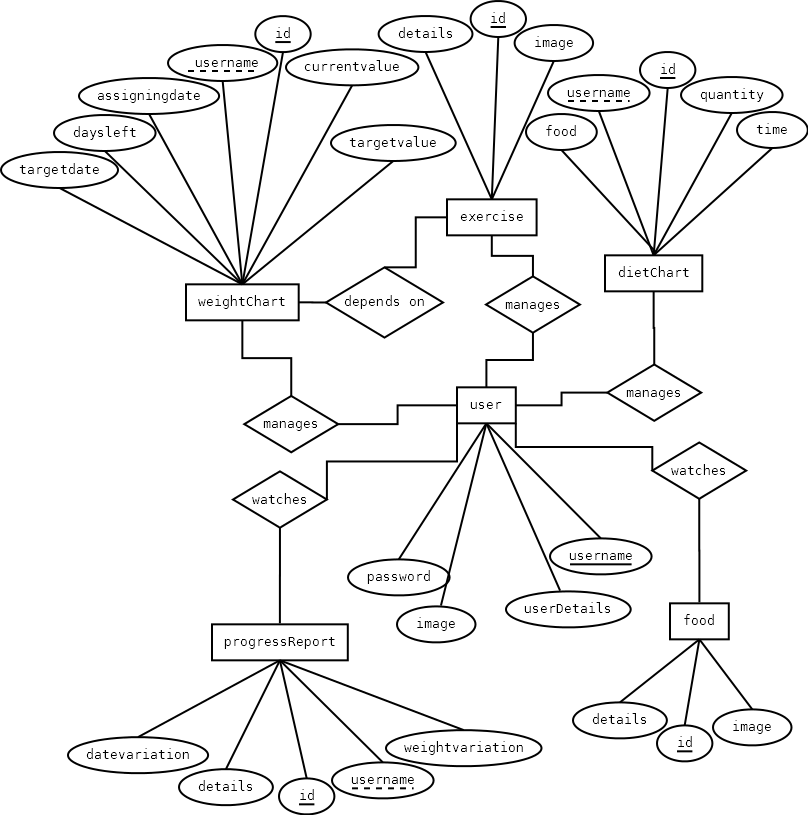 id
details
id
image
username
currentvalue
assigningdate
daysleft
targetvalue
targetdate
id
username
quantity
food
time
exercise
dietChart
weightChart
depends on
manages
manages
user
manages
watches
watches
password
username
image
userDetails
food
progressReport
details
id
image
datevariation
weightvariation
details
id
username